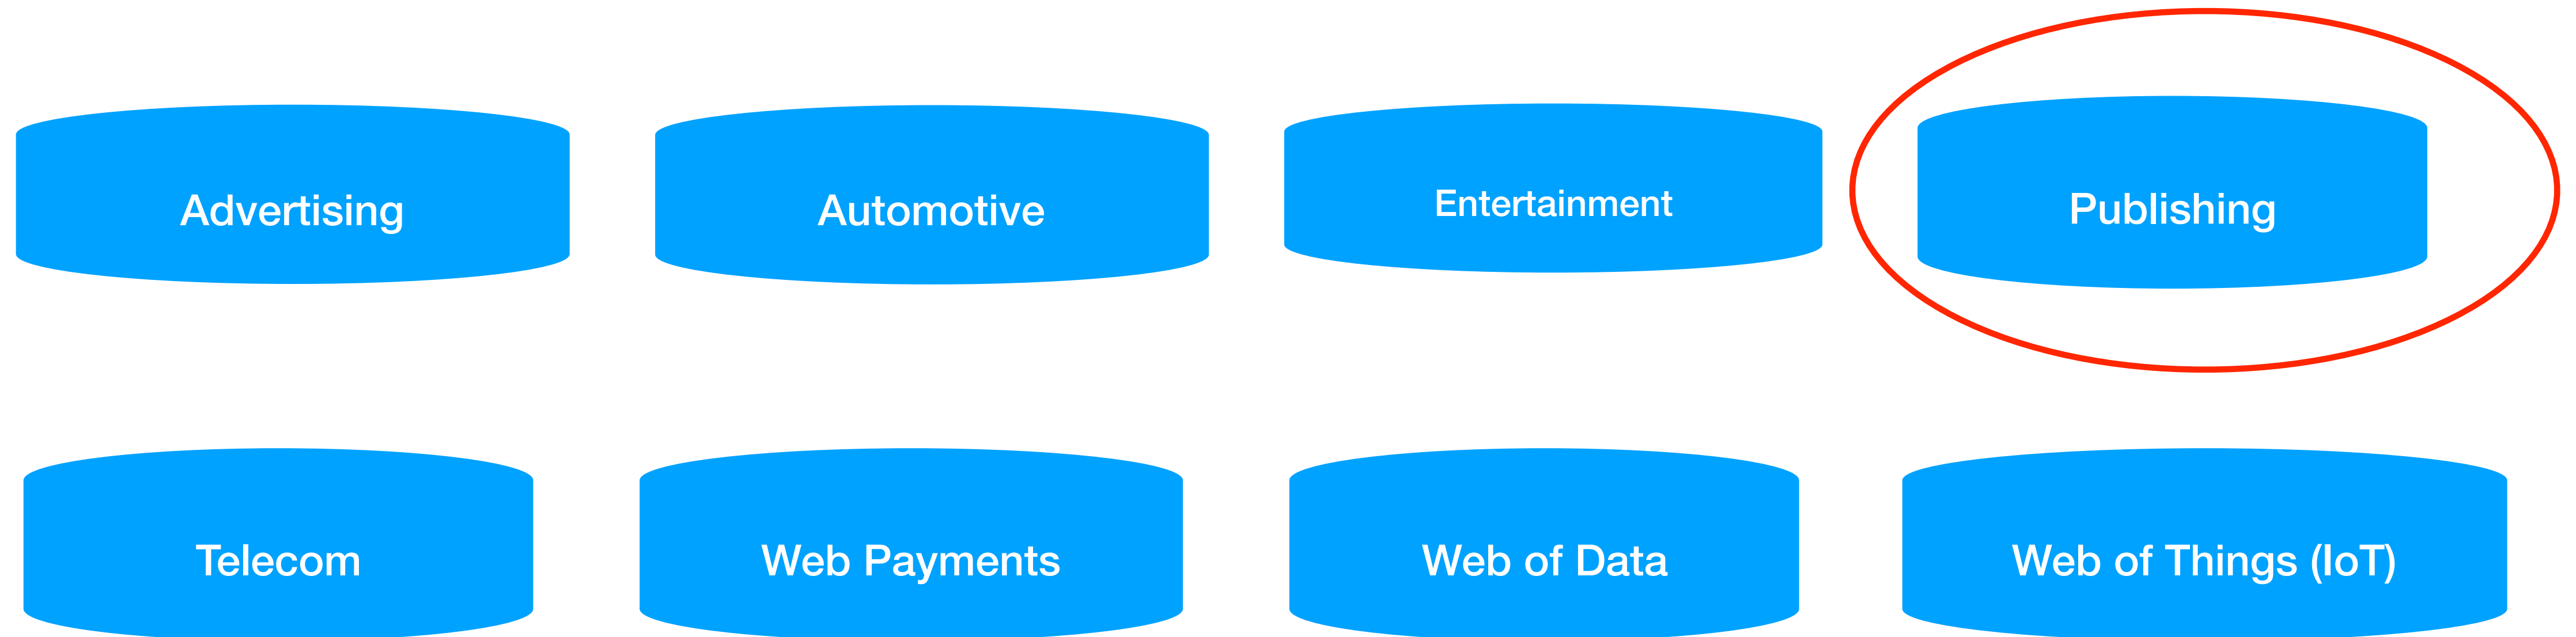 Advertising
Automotive
Entertainment
Publishing
Telecom
Web Payments
Web of Data
Web of Things (IoT)